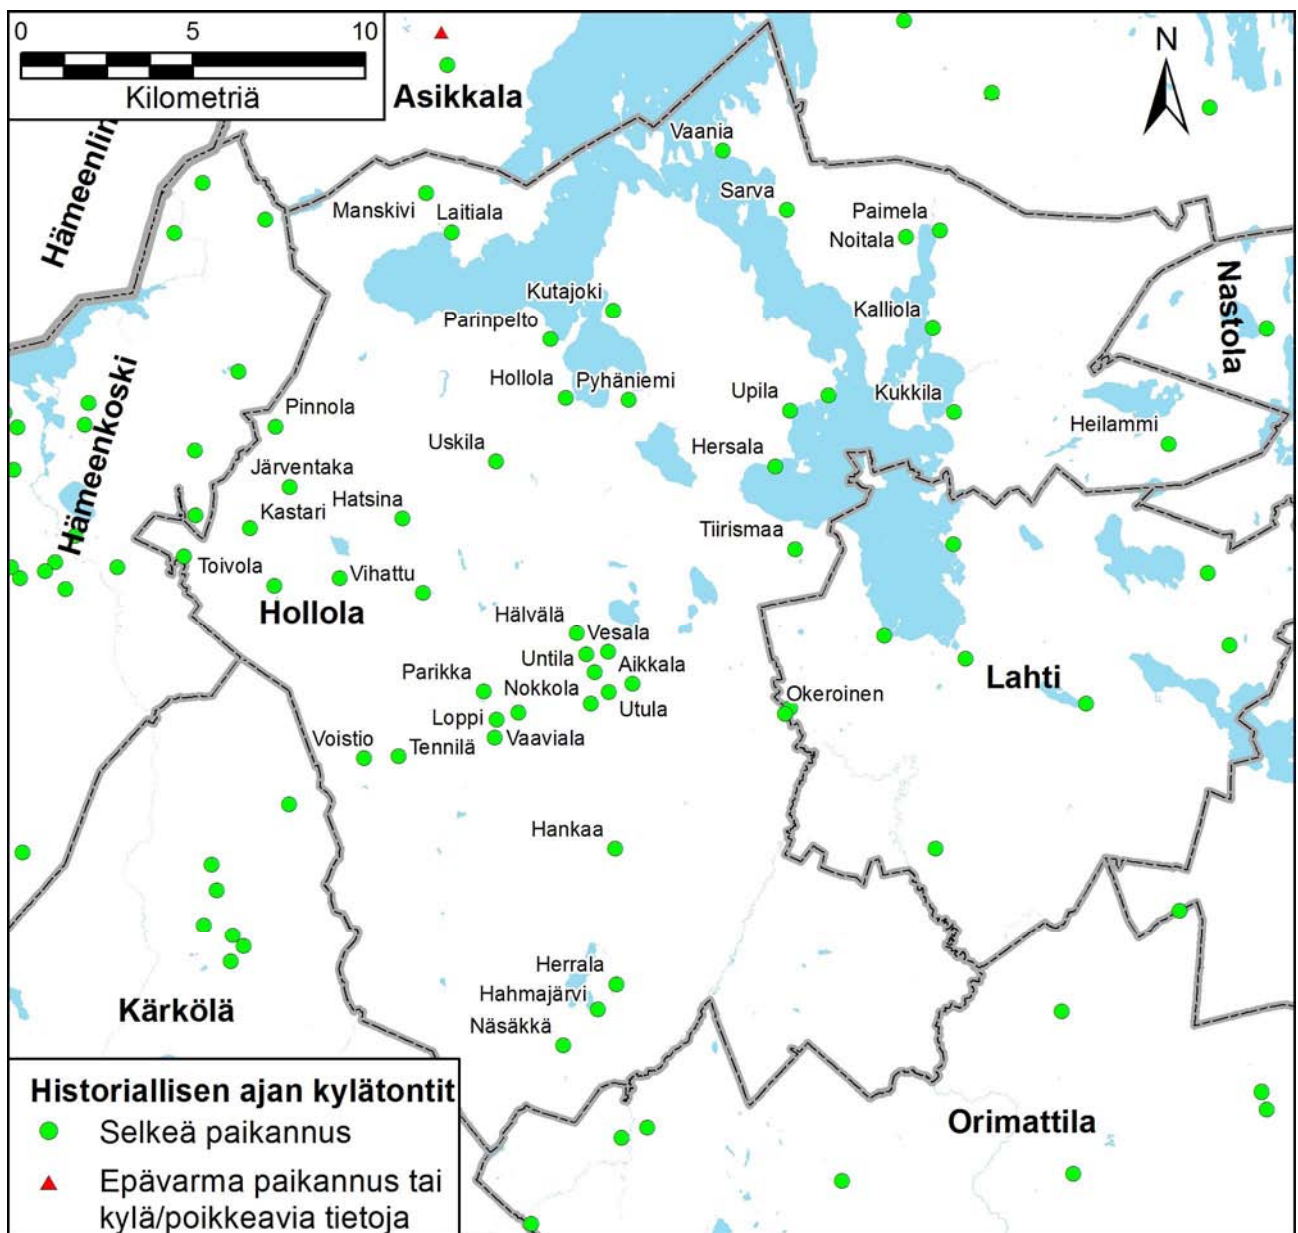 0 5 10
Kilometriä
N
Asikkala
Hämeenlin
Vaania
Sarva
Manskivi
Laitiala
Paimela
Noitala
Nastola
Kutajoki
Parinpelto
Kalliola
Hollola
Pyhäniemi
Upila
Kukkila
Hämeenkoski
Pinnola
Heilammi
Uskila
Hersala
Järventaka
Kastari
Hatsina
Tiirismaa
Toivola
Vihattu
Hollola
Hälvälä
Vesala
Untila
Aikkala
Parikka
Nokkola
Utula
Lahti
Okeroinen
Loppi
Vaaviala
Voistio
Tennilä
Hankaa
Herrala
Hahmajärvi
Näsäkkä
Kärkölä
Orimattila
Historiallisen ajan kylätontit
Selkeä paikannus
Epävarma paikannus tai
kylä/poikkeavia tietoja